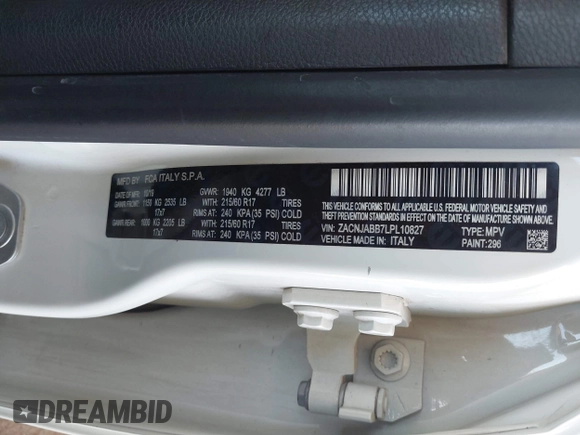 MFD BY: FCA ITALY S.P.A.
DATE OF MFR 10/19 GVWR: 1940 KG 4277 LB
GAWR FRONT 1150 KG 2535 LB WITH TIRES 215/60 R17
17x7 RIMS AT: 240 KPA(35 PSI) COLD
GAWR REAR 1000 KG 2205 LB WITH TIRES 215/60 R17
17x7 RIMS AT: 240 KPA(35 PSI) COLD
THIS VEHICLE CONFORMS TO ALL APPLICABLE U.S. FEDERAL MOTOR VEHICLE SAFETY,
BUMPER, AND THEFT PREVENTION STANDARDS IN EFFECT ON THE DATE OF MANUFACTURE SHOWN ABOVE.
VIN: ZACNJABB7LPL10827 TYPE: MPV
VEHICLE MADE IN: ITALY PAINT: 296
DREAMBID